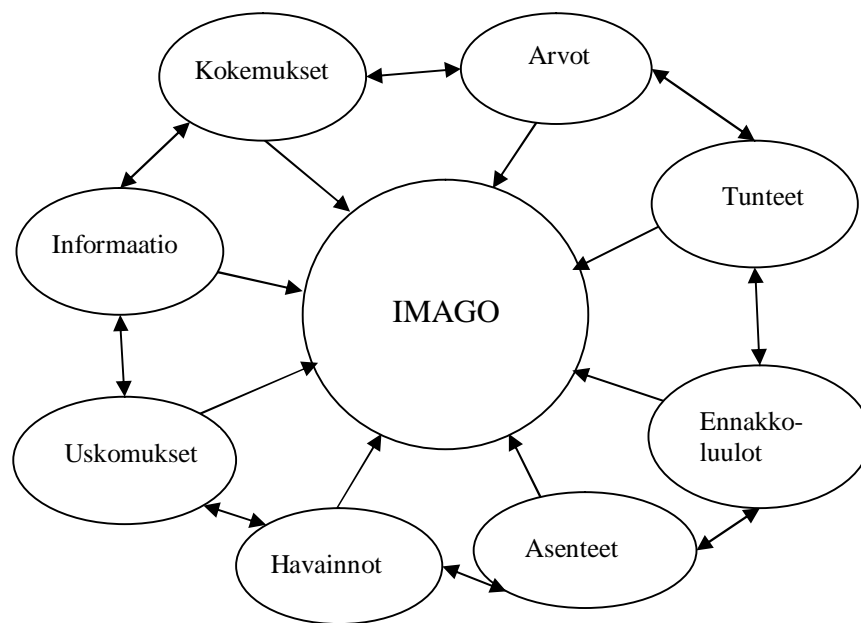 Kokemukset
Arvot
Tunteet
Informaatio
IMAGO
Ennakko-
luulot
Uskomukset
Asenteet
Havainnot